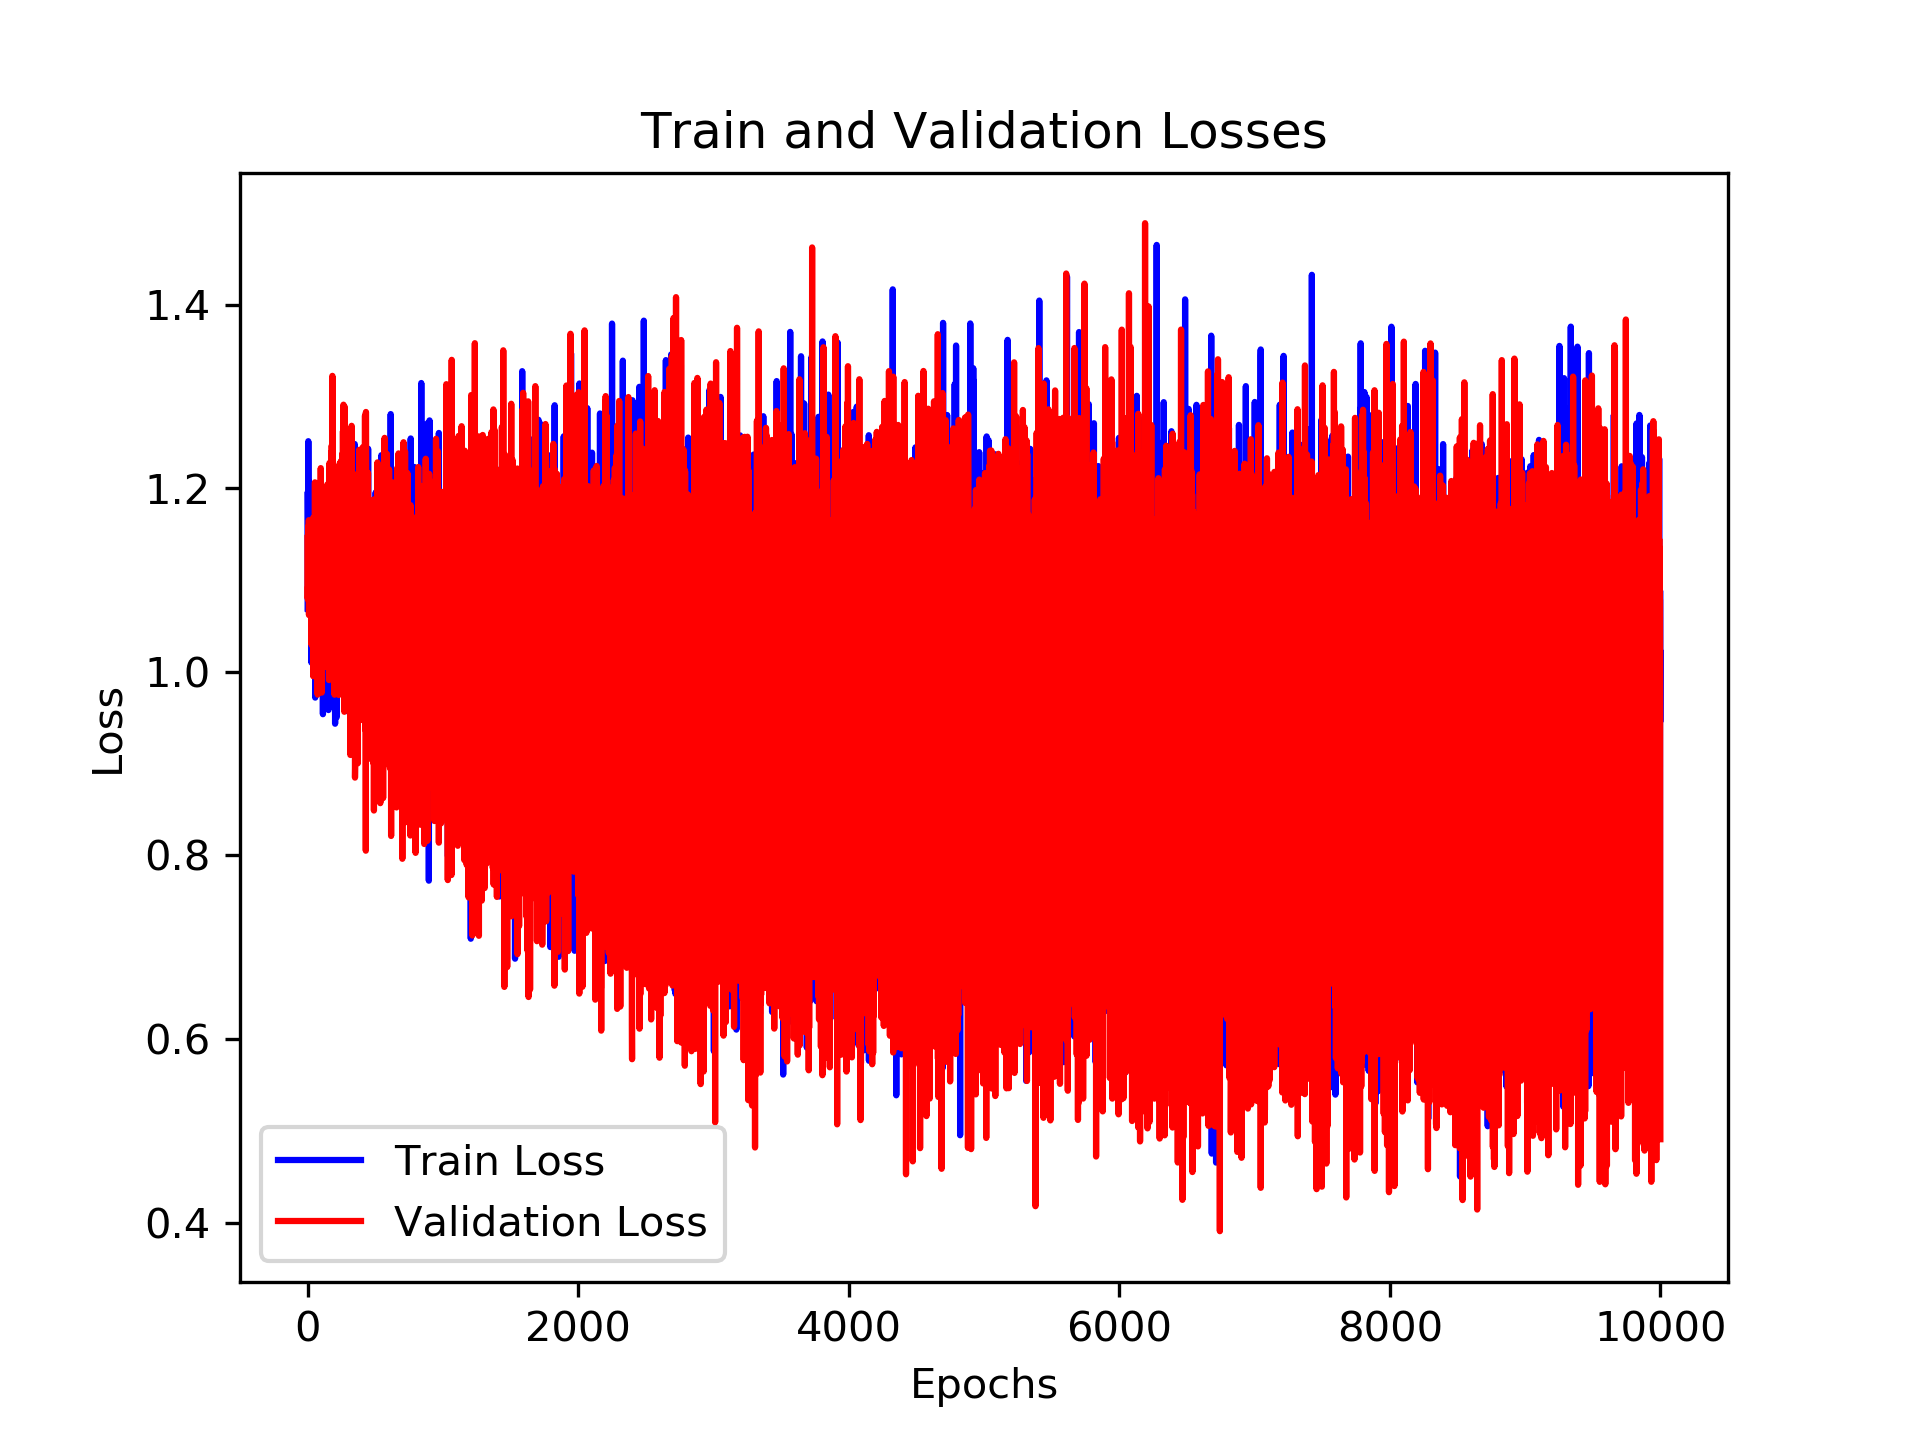 Train and Validation Losses
Loss
1.4
1.2
1.0
0.8
0.6
0.4
Train Loss
Validation Loss
0 2000 4000 6000 8000 10000
Epochs